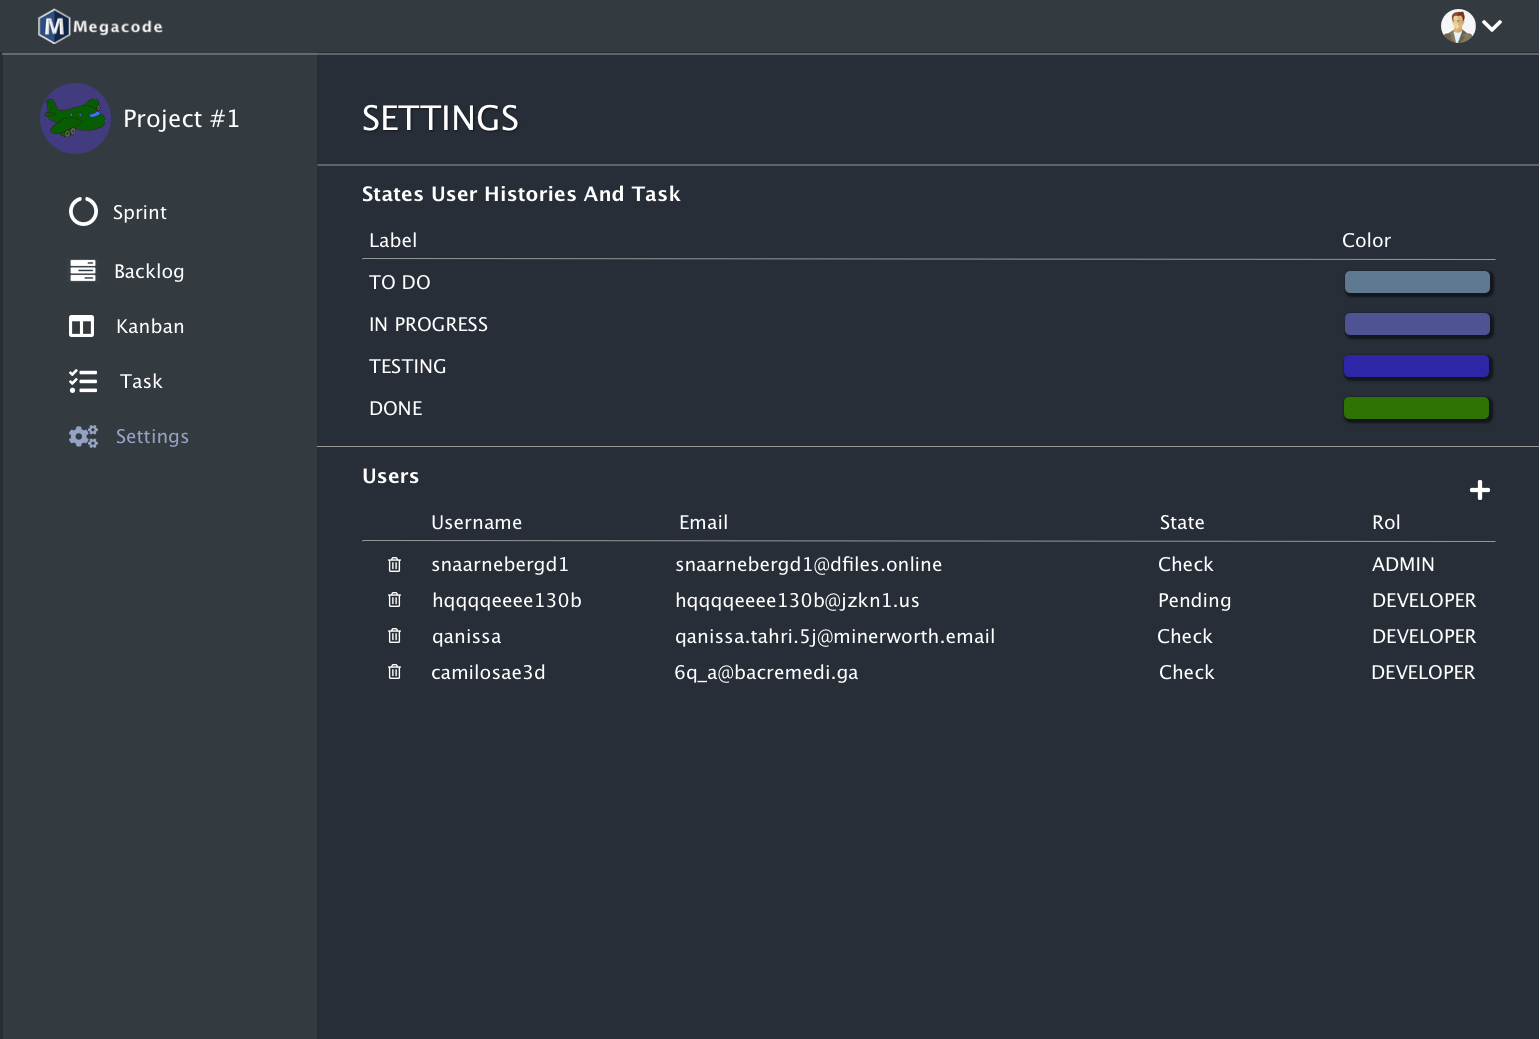 Megacode
Project #1
Sprint
Backlog
Kanban
Task
Settings
SETTINGS
States User Histories And Task
Label Color
TO DO
IN PROGRESS
TESTING
DONE
Users
Username Email State Rol
snaarnebergd1 snaarnebergd1@dfiles.online Check ADMIN
hqqqqeeee130b hqqqqeeee130b@jzkn1.us Pending DEVELOPER
qanissa qanissa.tahri.5j@minerworth.email Check DEVELOPER
camilosae3d 6q_a@bacremedi.ga Check DEVELOPER